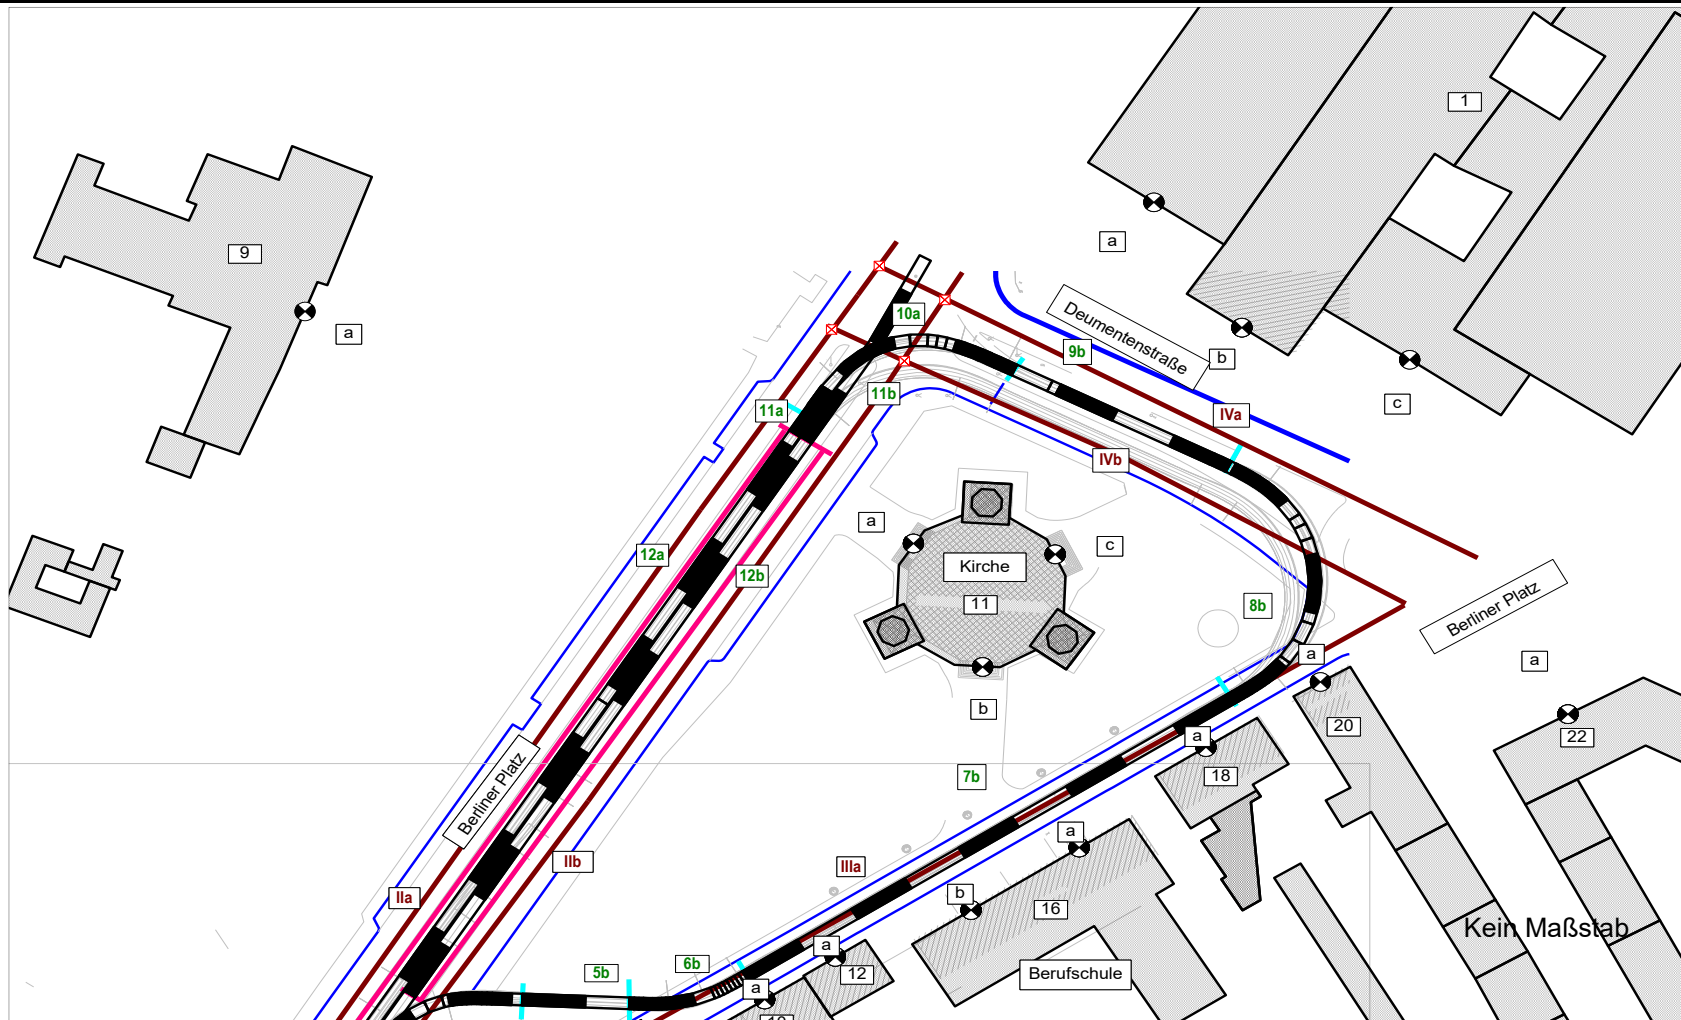 1
9
a
a
10a
Deumentenstraße
9b
b
11a
11b
c
IVa
IVb
a
c
12a
Kirche
12b
11
8b
Berliner Platz
a
a
b
20
22
a
7b
18
Berliner Platz
a
IIb
IIIa
IIa
b
16
Kein Maßstab
a
6b
5b
12
Berufschule
a